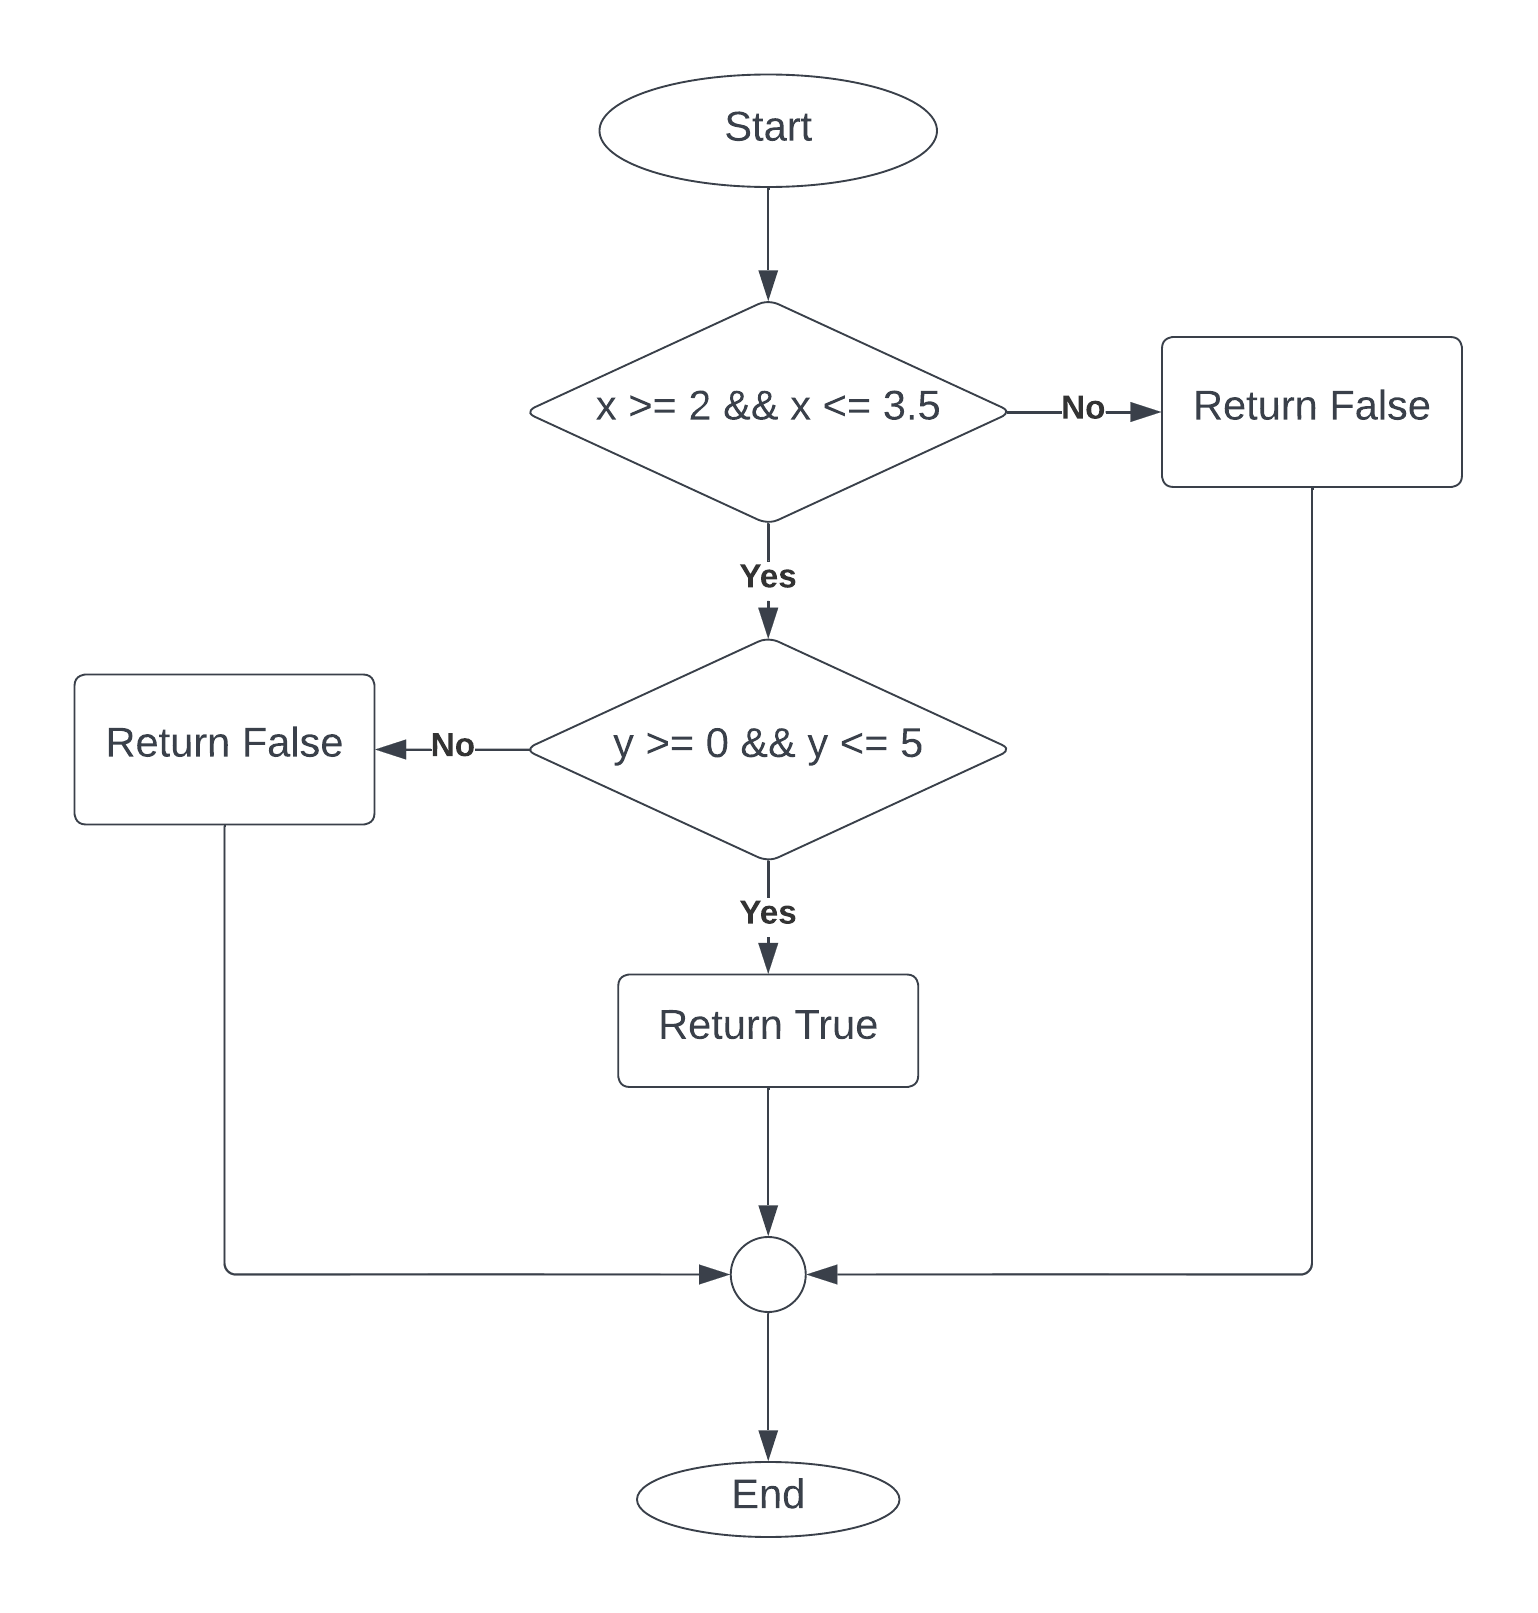 Start
x >= 2 && x <= 3.5
No
Return False
Yes
Return False
No
y >= 0 && y <= 5
Yes
Return True
End